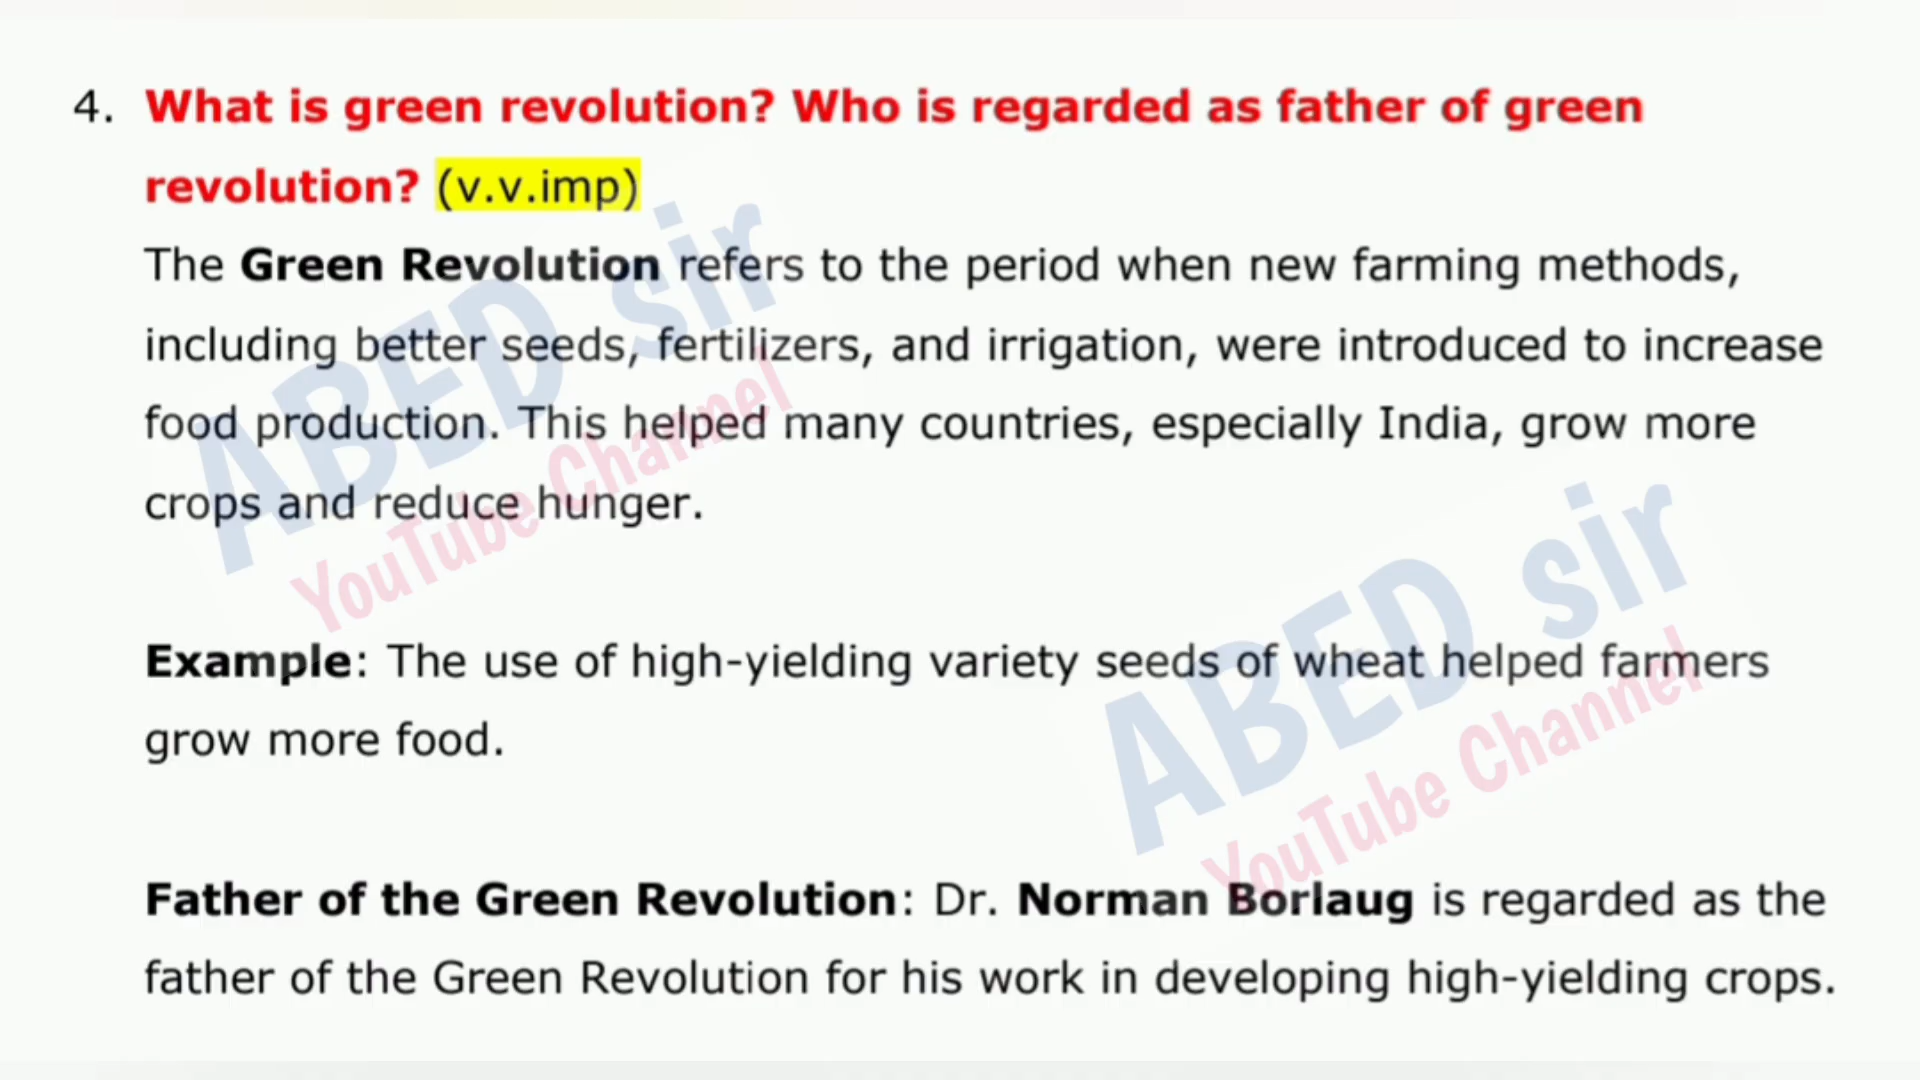 4. What is green revolution? Who is regarded as father of green
revolution? (v.v.imp)
The Green Revolution refers to the period when new farming methods,
including better seeds, fertilizers, and irrigation, were introduced to increase
food production. This helped many countries, especially India, grow more
crops and reduce hunger.
Example: The use of high-yielding variety seeds of wheat helped farmers
grow more food.
Father of the Green Revolution: Dr. Norman Borlaug is regarded as the
father of the Green Revolution for his work in developing high-yielding crops.
ABED sir
YouTube Channel
ABED sir
YouTube Channel